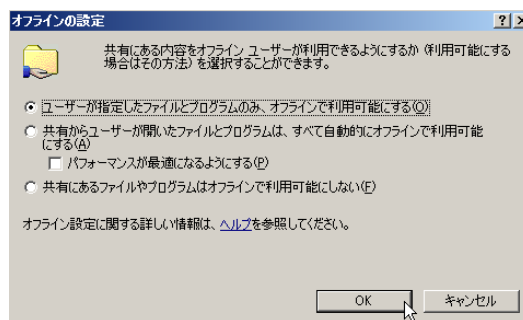 オフラインの設定
共有にある内容をオフライン ユーザーが利用できるようにするか (利用可能にする
場合はその方法) を選択することができます。
ユーザーが指定したファイルとプログラムのみ、オフラインで利用可能にする(O)
共有からユーザーが開いたファイルとプログラムは、すべて自動的にオフラインで利用可能
にする(A)
パフォーマンスが最適になるようにする(P)
共有にあるファイルやプログラムはオフラインで利用可能にしない(F)
オフライン設定に関する詳しい情報は、ヘルプを参照してください。
OK キャンセル